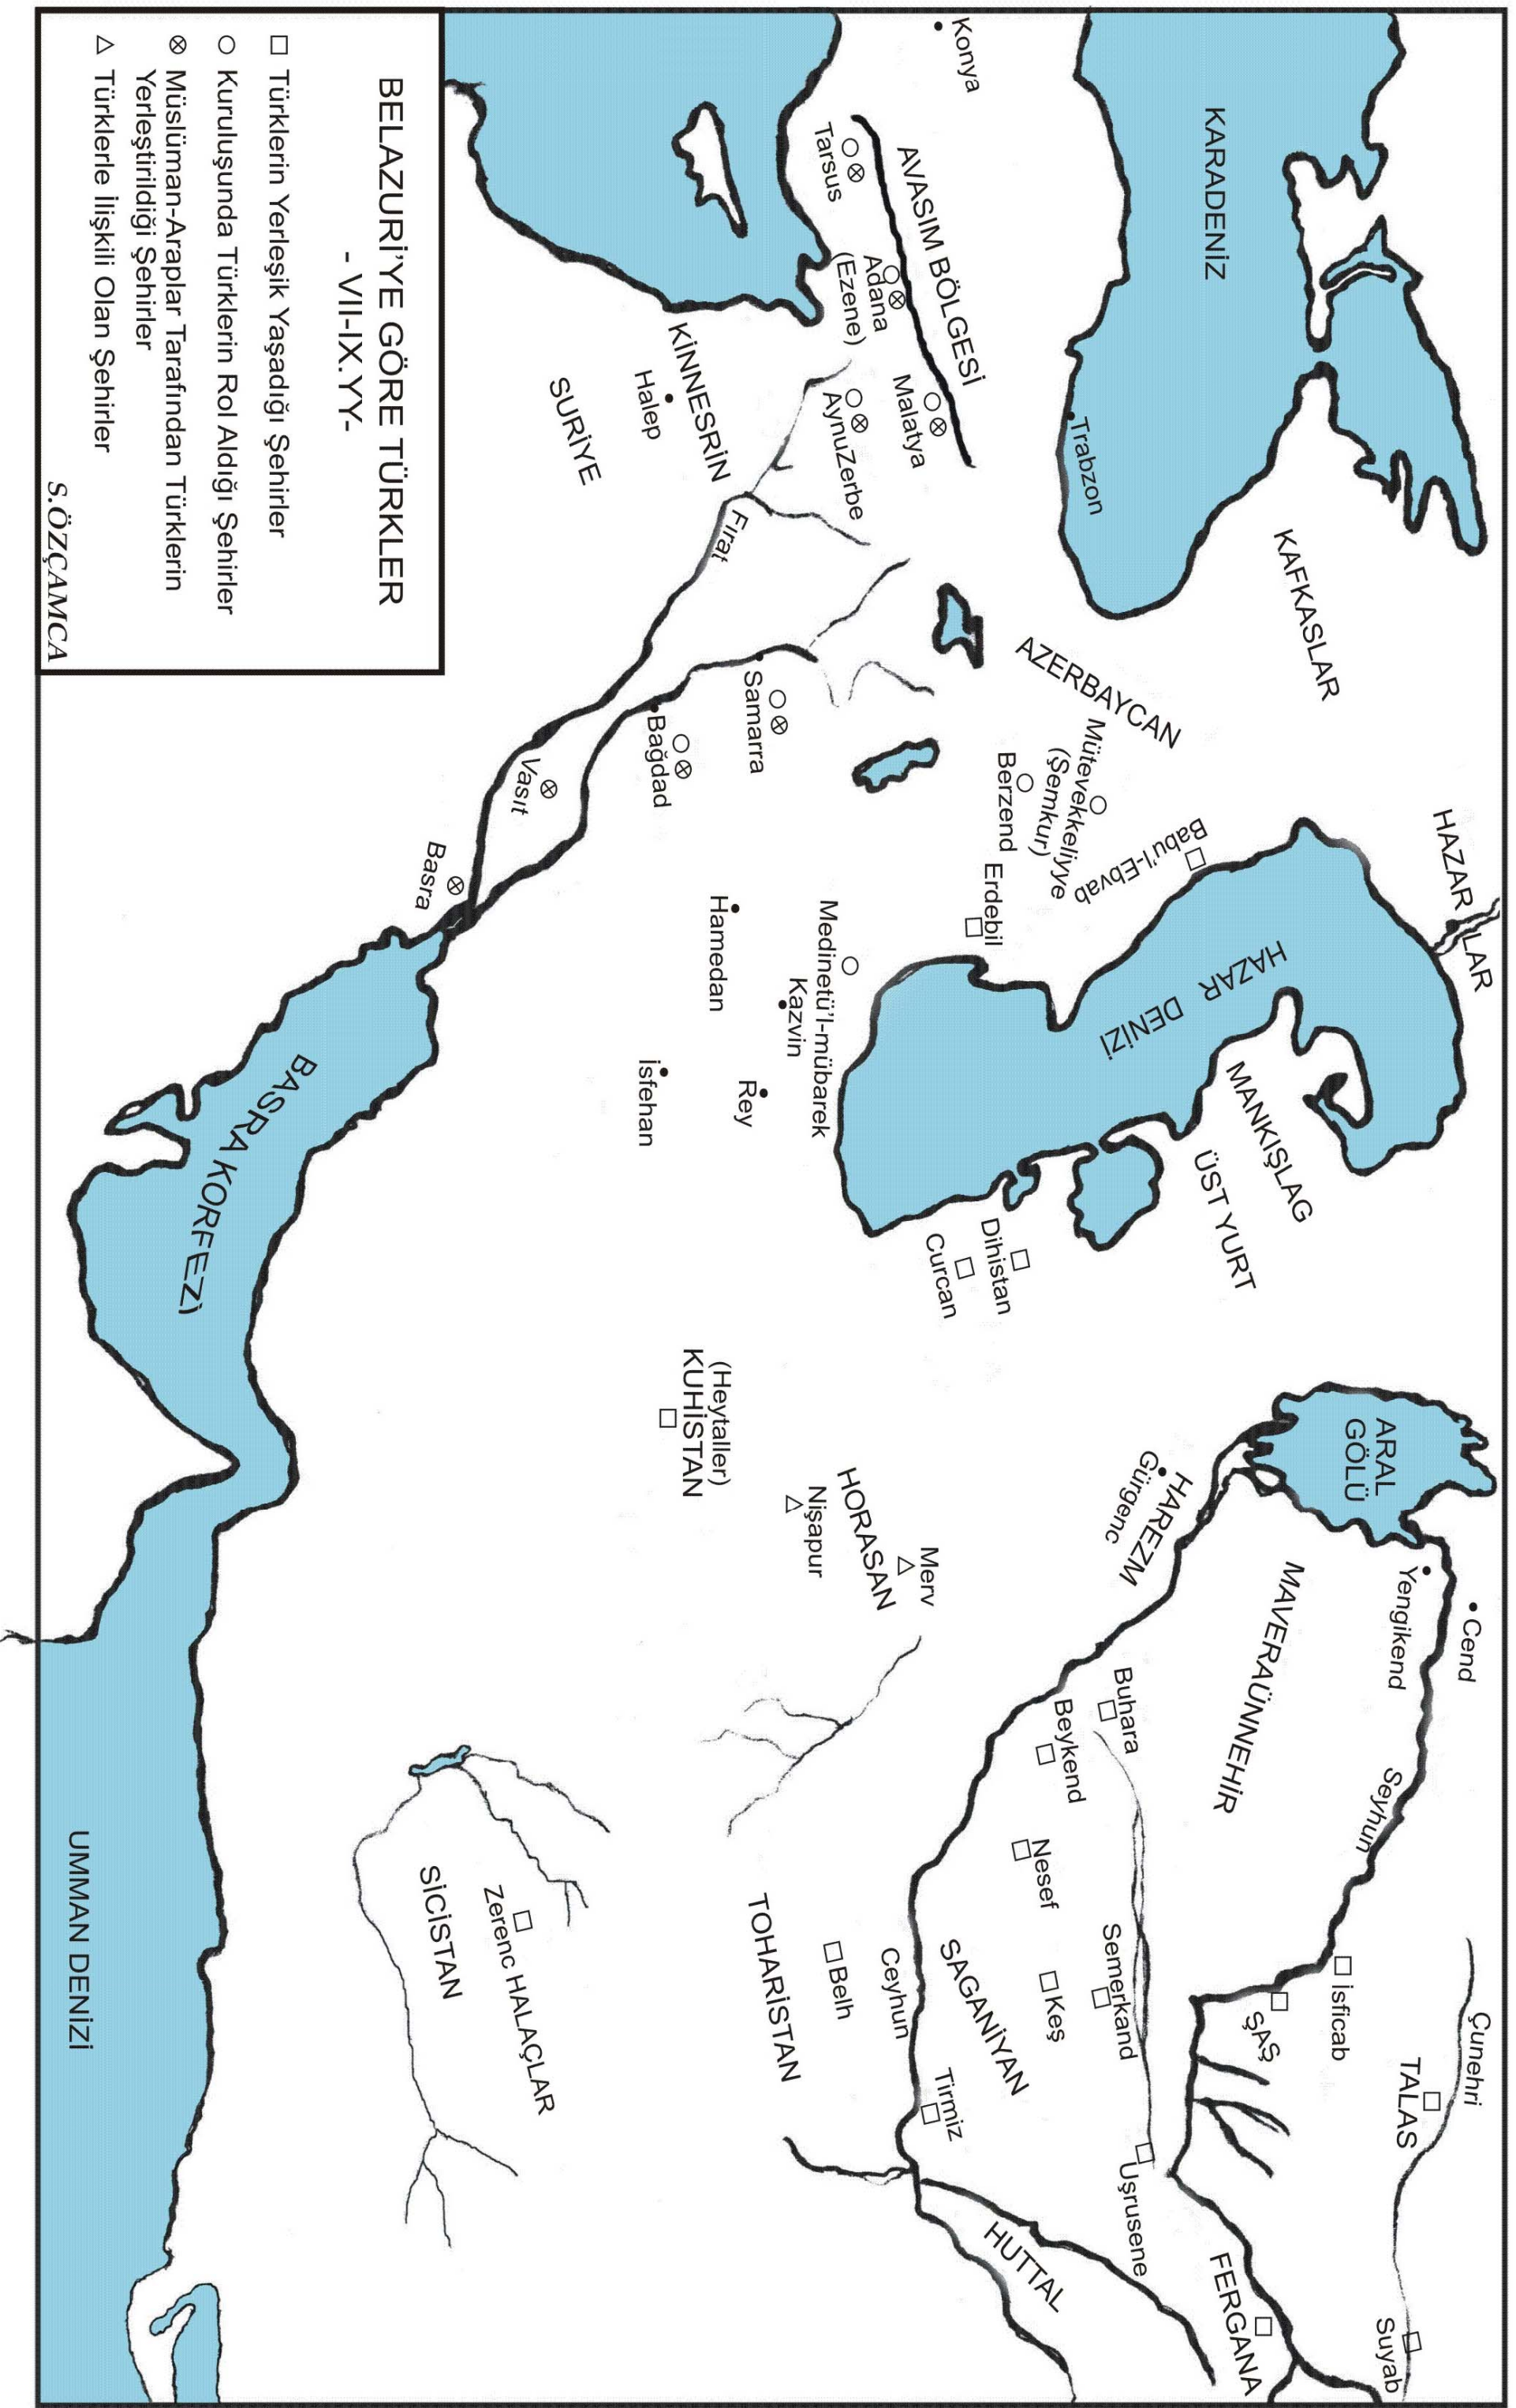 KARADENİZ
Konya
AVASIM BÖLGESİ
Tarsus
Adana
(Ezene)
Malatya
AynuZerbe
Trabzon
KAFKASLAR
KİNNESRİN
Halep
SURİYE
Fırat
AZERBAYCAN
Mütevekkeliyye
(Şemkur)
Berzend
Babu'l-Ebvab
Erdebil
Samarra
Bağdad
Vasıt
Basra
HAZAR
LAR
HAZAR DENİZİ
MANKIŞLAG
ÜST YURT
Medinetü'l-mübarek
Kazvin
Hamedan
Rey
İsfehan
Dihistan
Curcan
BASRA KORFEZİ
ARAL
GÖLÜ
HAREZM
Gürgenc
Yengikend
Cend
MAVERAÜNNEHİR
Seyhun
(Heytaller)
KUHİSTAN
HORASAN
Nişapur
Merv
Buhara
Beykend
Nesef
Keş
Semerkand
SAGANİYAN
Ceyhun
Tirmiz
Belh
TOHARİSTAN
İsficab
ŞAŞ
Çunehri
TALAS
Uşrusene
HUTTAL
FERGANA
Suyab
SİCİSTAN
Zerenc HALAÇLAR
UMMAN DENİZİ
BELAZURİ'YE GÖRE TÜRKLER
- VII-IX.YY-
□ Türklerin Yerleşik Yaşadığı Şehirler
○ Kuruluşunda Türklerin Rol Aldığı Şehirler
⊗ Müslüman-Araplar Tarafından Türklerin
Yerleştirildiği Şehirler
△ Türklerle İlişkili Olan Şehirler
S.ÖZÇAMCA